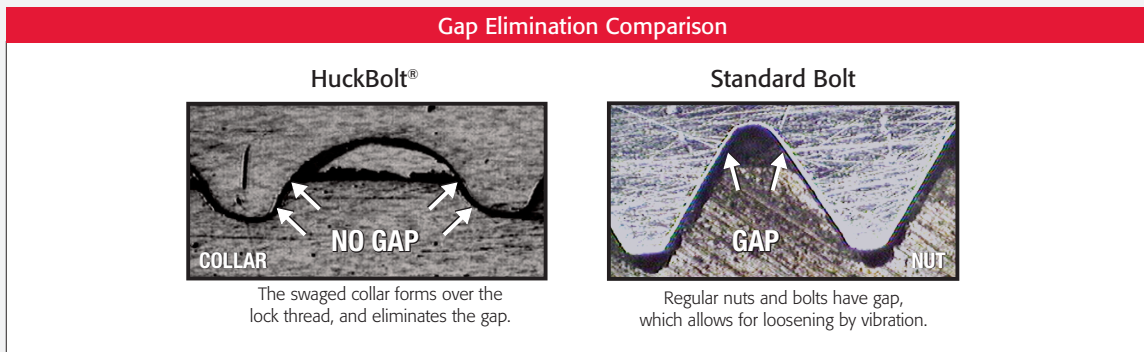 Gap Elimination Comparison
HuckBolt®
Standard Bolt
NO GAP
COLLAR
GAP
NUT
The swaged collar forms over the
lock thread, and eliminates the gap.
Regular nuts and bolts have gap,
which allows for loosening by vibration.